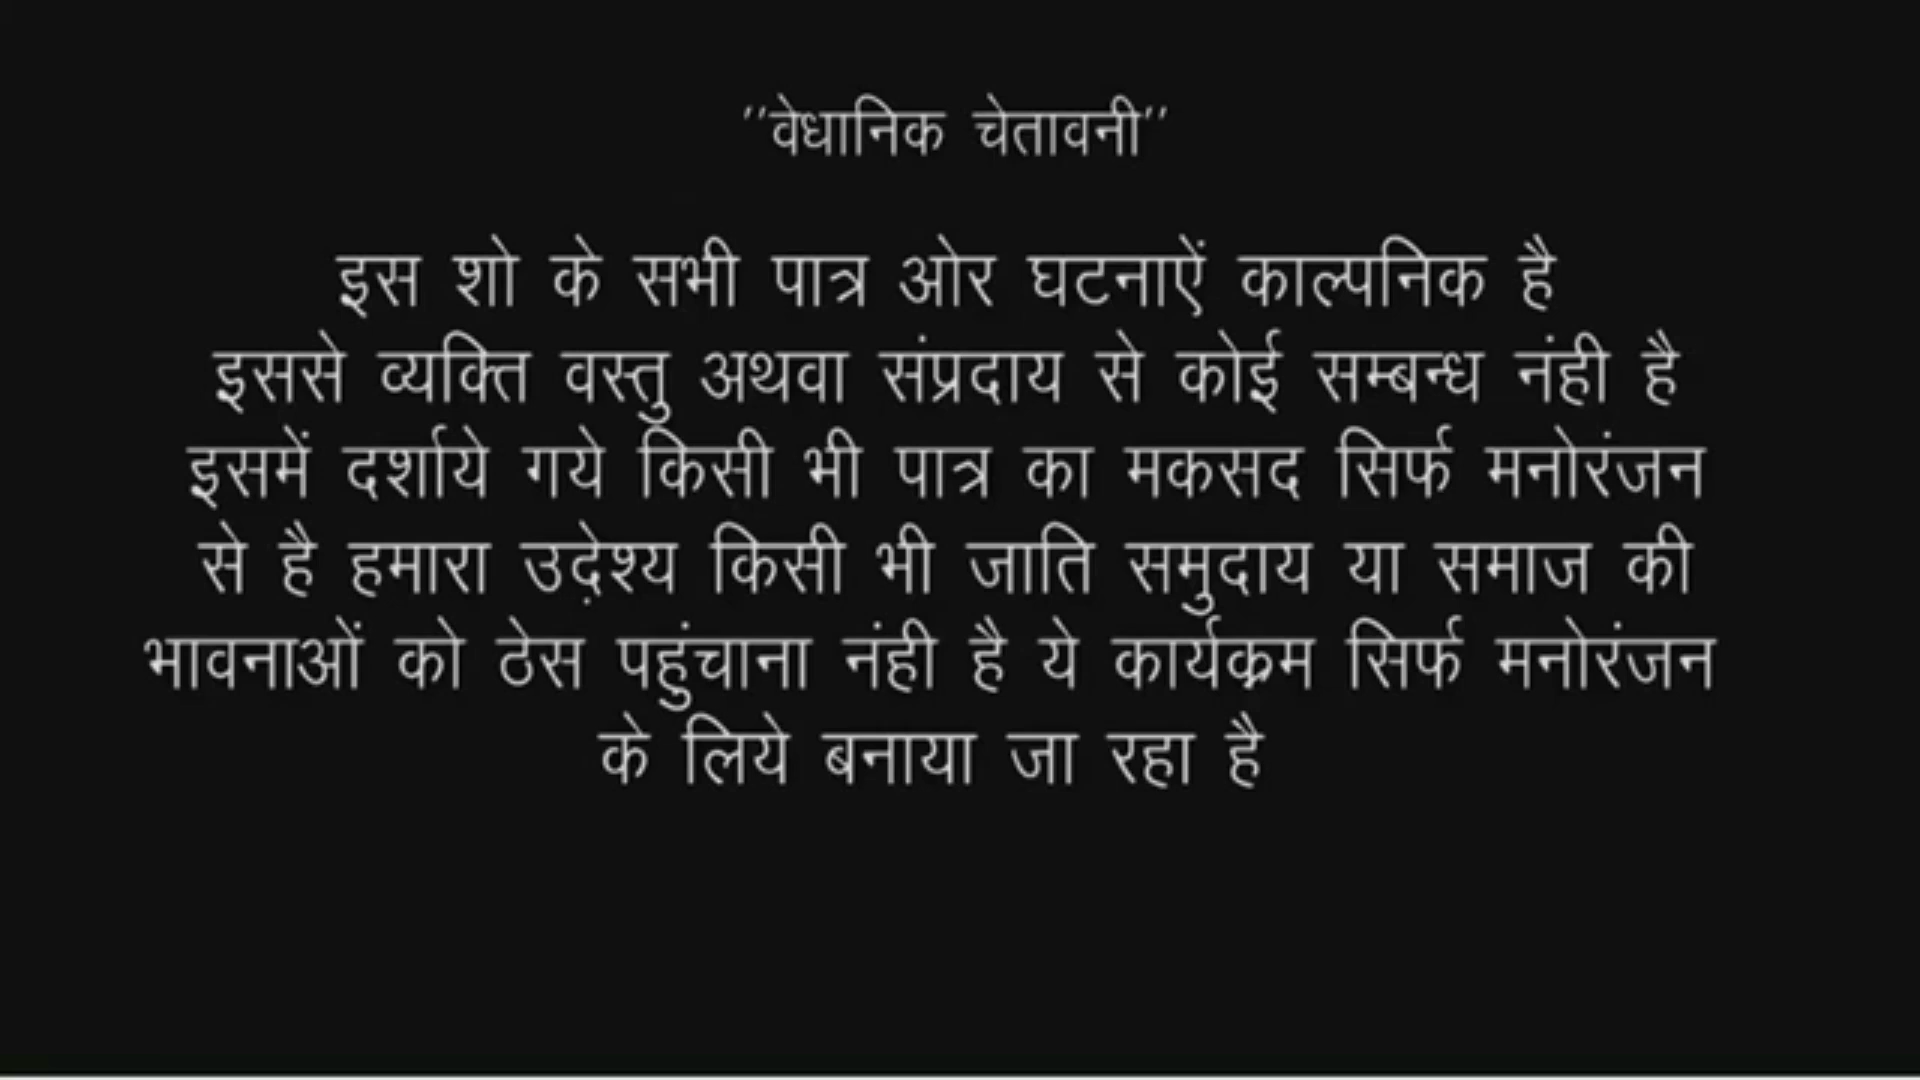 ''वेधानिक चेतावनी''
इस शो के सभी पात्र ओर घटनाऐं काल्पनिक है
इससे व्यक्ति वस्तु अथवा संप्रदाय से कोई सम्बन्ध नंही है
इसमें दर्शाये गये किसी भी पात्र का मकसद सिर्फ मनोरंजन
से है हमारा उद़ेश्य किसी भी जाति समुदाय या समाज की
भावनाओं को ठेस पहुंचाना नंही है ये कार्यक्रम सिर्फ मनोरंजन
के लिये बनाया जा रहा है